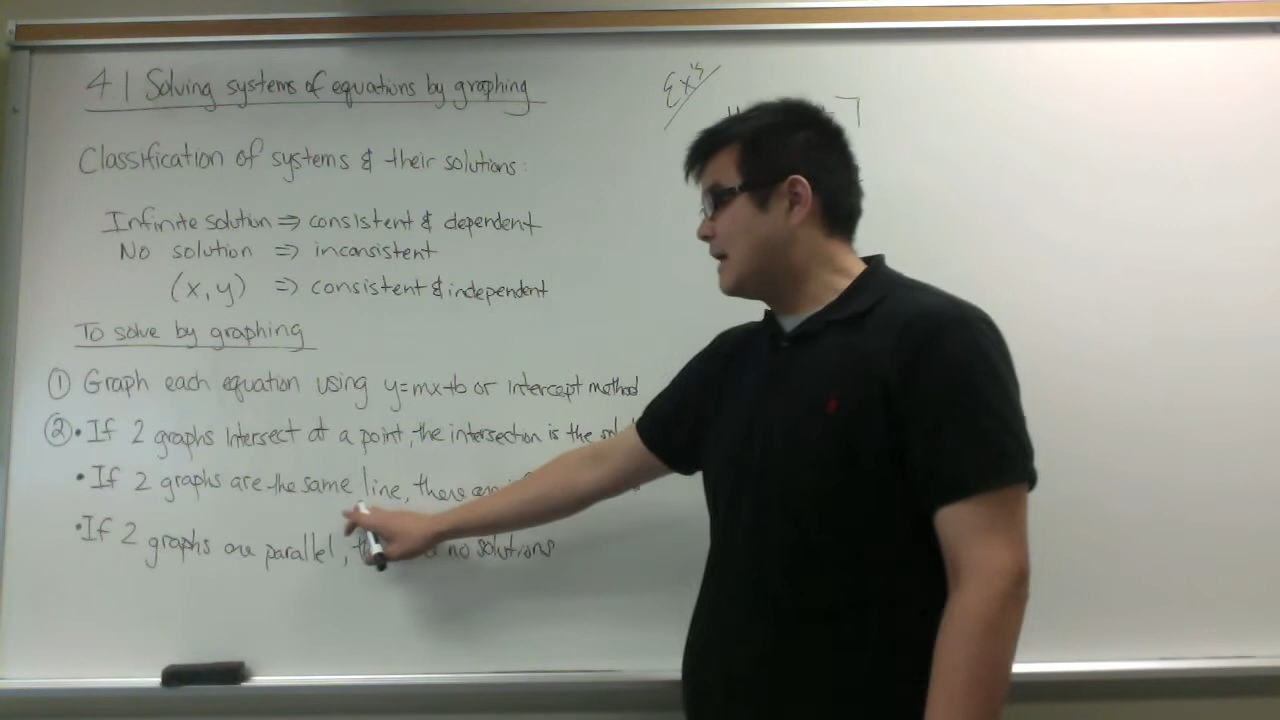 4.1 Solving systems of equations by graphing
Classification of systems & their solutions:
Infinite solution => consistent & dependent
No solution => inconsistent
(x, y) => consistent & independent
To solve by graphing
① Graph each equation using y=mx+b or intercept method
② • If 2 graphs intersect at a point, the intersection is the
• If 2 graphs are the same line, there are
• If 2 graphs are parallel, no solutions
Ex's
7